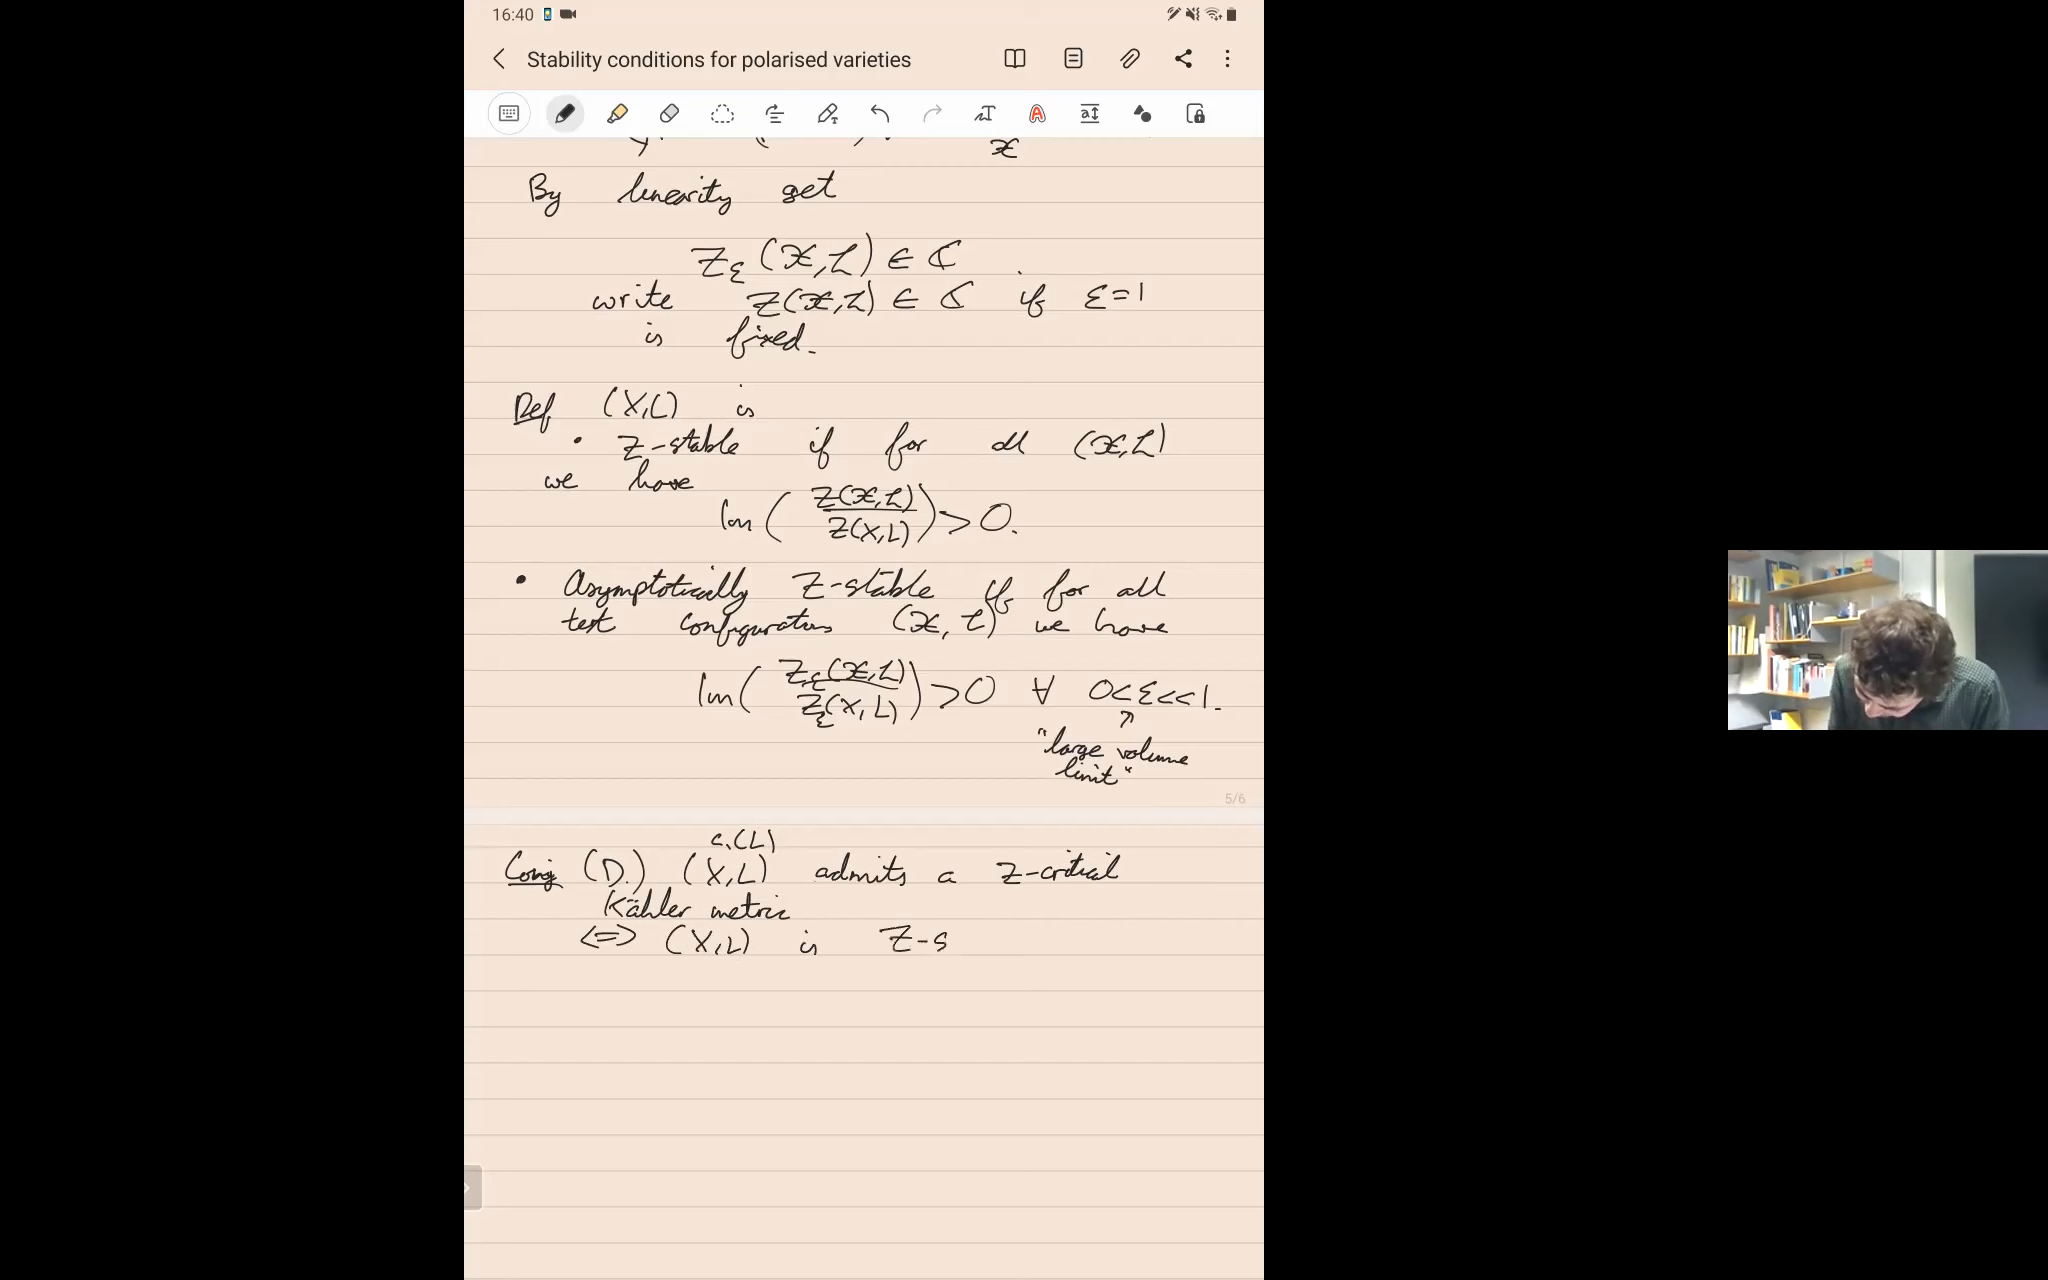 16:40
Stability conditions for polarised varieties
𝒳
By linearity get
Z_ε (𝒳,ℒ) ∈ ℂ
write Z(𝒳,ℒ) ∈ ℂ if ε=1
is fixed.
Def (X,L) is
• Z-stable if for all (𝒳,ℒ)
we have
Im ( Z(𝒳,ℒ) / Z(X,L) ) > 0.
• Asymptotically Z-stable if for all
test configurations (𝒳,ℒ) we have
Im ( Z_ε(𝒳,ℒ) / Z_ε(X,L) ) > 0 ∀ 0<ε<<1.
↗
"large volume
limit"
5/6
c₁(L)
Conj (D.) (X,L) admits a Z-critical
Kähler metric
<=> (X,L) is Z-s